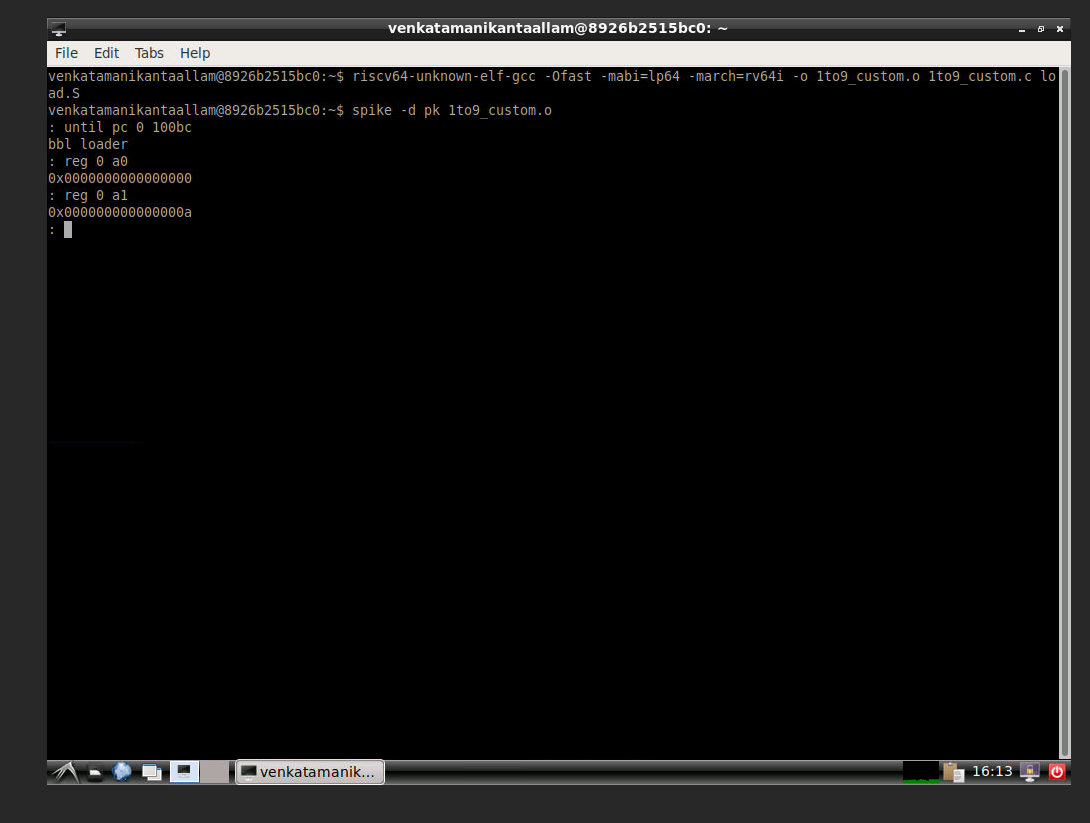 venkatamanikantaallam@8926b2515bc0: ~
File Edit Tabs Help
venkatamanikantaallam@8926b2515bc0:~$ riscv64-unknown-elf-gcc -Ofast -mabi=lp64 -march=rv64i -o 1to9_custom.o 1to9_custom.c lo
ad.S
venkatamanikantaallam@8926b2515bc0:~$ spike -d pk 1to9_custom.o
: until pc 0 100bc
bbl loader
: reg 0 a0
0x0000000000000000
: reg 0 a1
0x000000000000000a
:
venkatamanik...
16:13